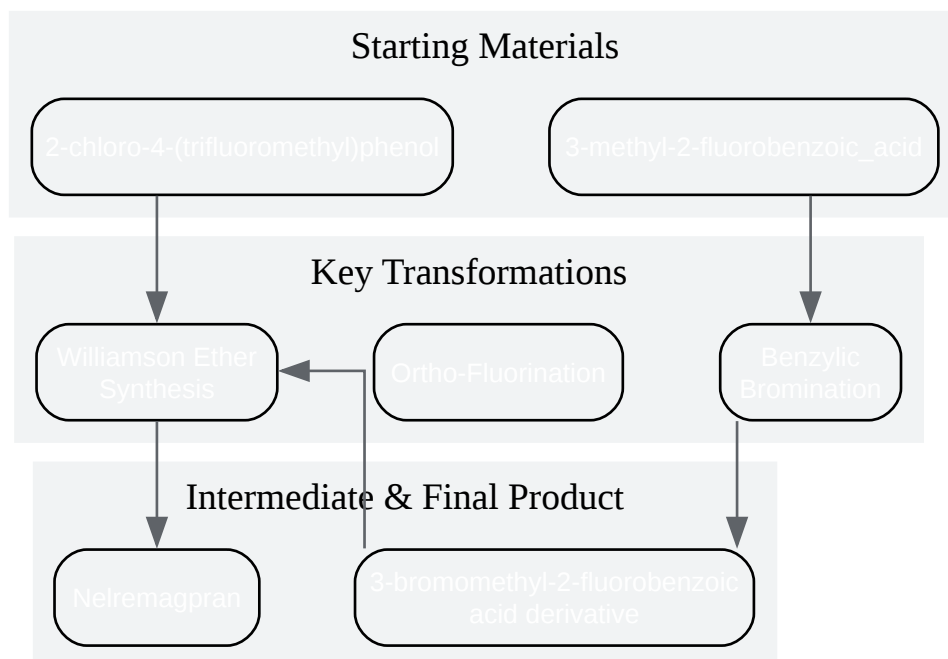 Starting Materials
2-chloro-4-(trifluoromethyl)phenol
3-methyl-2-fluorobenzoic_acid
Key Transformations
Williamson Ether
Synthesis
Ortho-Fluorination
Benzylic
Bromination
Intermediate & Final Product
Nelremagpran
3-bromomethyl-2-fluorobenzoic
acid derivative